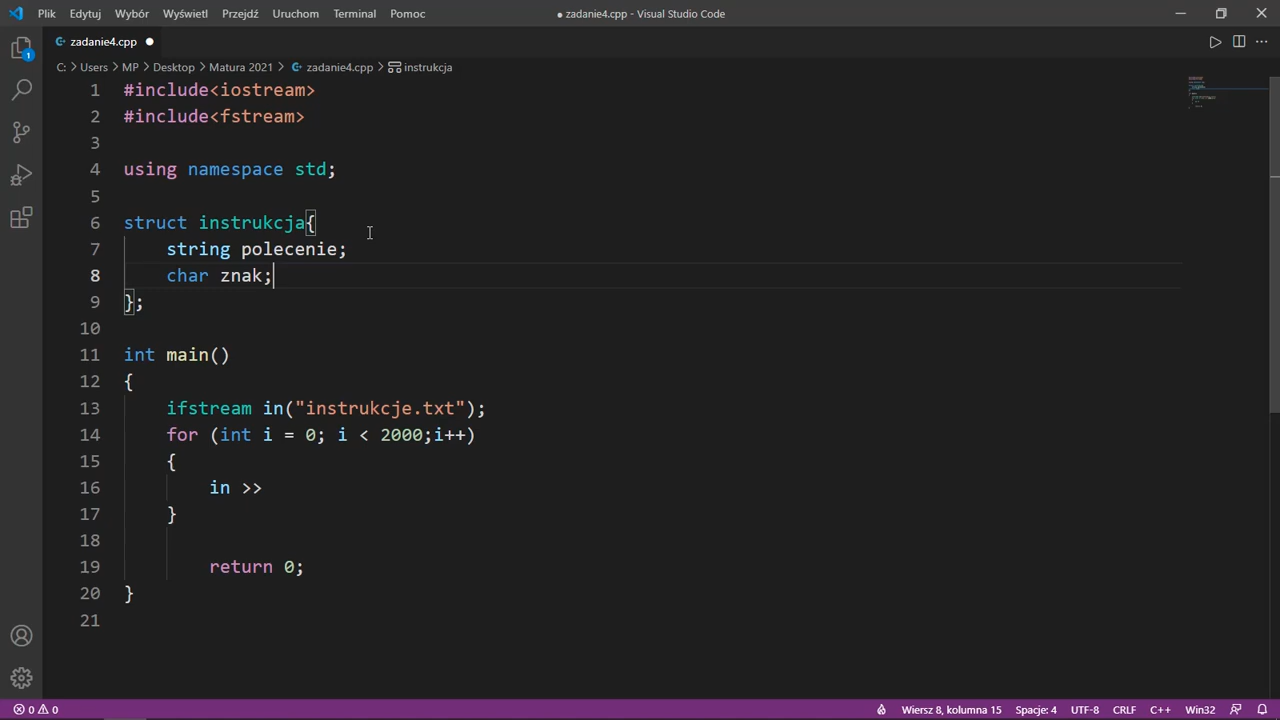 Plik Edytuj Wybór Wyświetl Przejdź Uruchom Terminal Pomoc ● zadanie4.cpp - Visual Studio Code
zadanie4.cpp ●
C: > Users > MP > Desktop > Matura 2021 > zadanie4.cpp > instrukcja
1 #include<iostream>
2 #include<fstream>
3
4 using namespace std;
5
6 struct instrukcja{
7 string polecenie;
8 char znak;
9 };
10
11 int main()
12 {
13 ifstream in("instrukcje.txt");
14 for (int i = 0; i < 2000;i++)
15 {
16 in >>
17 }
18
19 return 0;
20 }
21
1
0 0 Wiersz 8, kolumna 15 Spacje: 4 UTF-8 CRLF C++ Win32